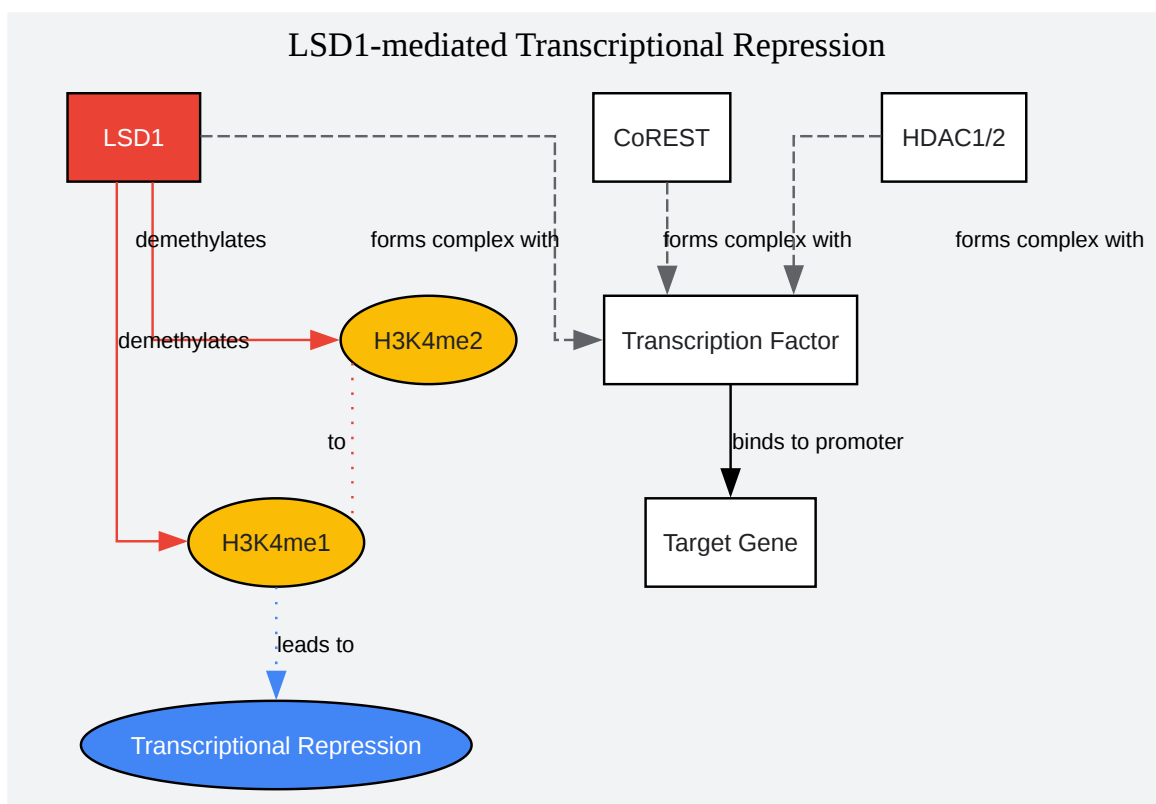 LSD1-mediated Transcriptional Repression
LSD1
CoREST
HDAC1/2
demethylates
forms complex with
forms complex with
forms complex with
demethylates
H3K4me2
Transcription Factor
to
binds to promoter
H3K4me1
Target Gene
leads to
Transcriptional Repression